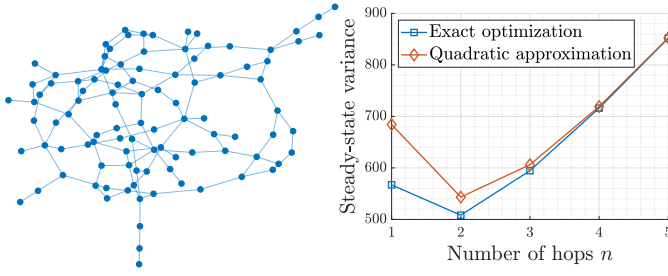 900
800
700
600
500
Steady-state variance
Exact optimization
Quadratic approximation
1 2 3 4 5
Number of hops n